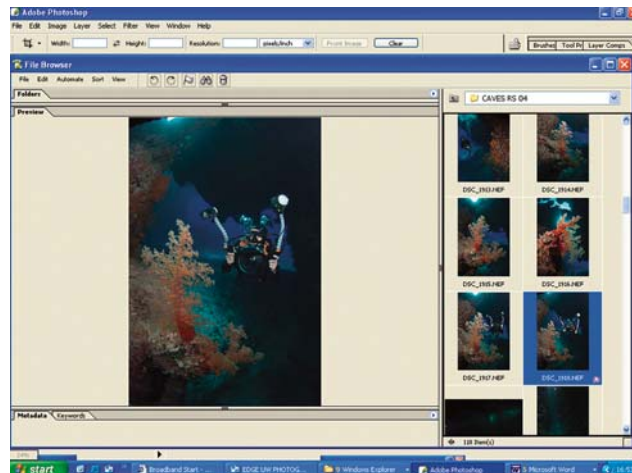 Adobe Photoshop
File Edit Image Layer Select Filter View Window Help
Width: Height: Resolution: pixels/inch Front Image Clear Brushes Tool Pr Layer Comps
File Browser
File Edit Automate Sort View
Folders
CAVES RS 04
Preview
DSC_1913.NEF DSC_1914.NEF
DSC_1915.NEF DSC_1916.NEF
DSC_1917.NEF DSC_1918.NEF
Metadata Keywords
118 Item(s)
start Broadband Start - ... EDGE UW PHOTOG... 9 Windows Explorer Adobe Photoshop 5 Microsoft Word